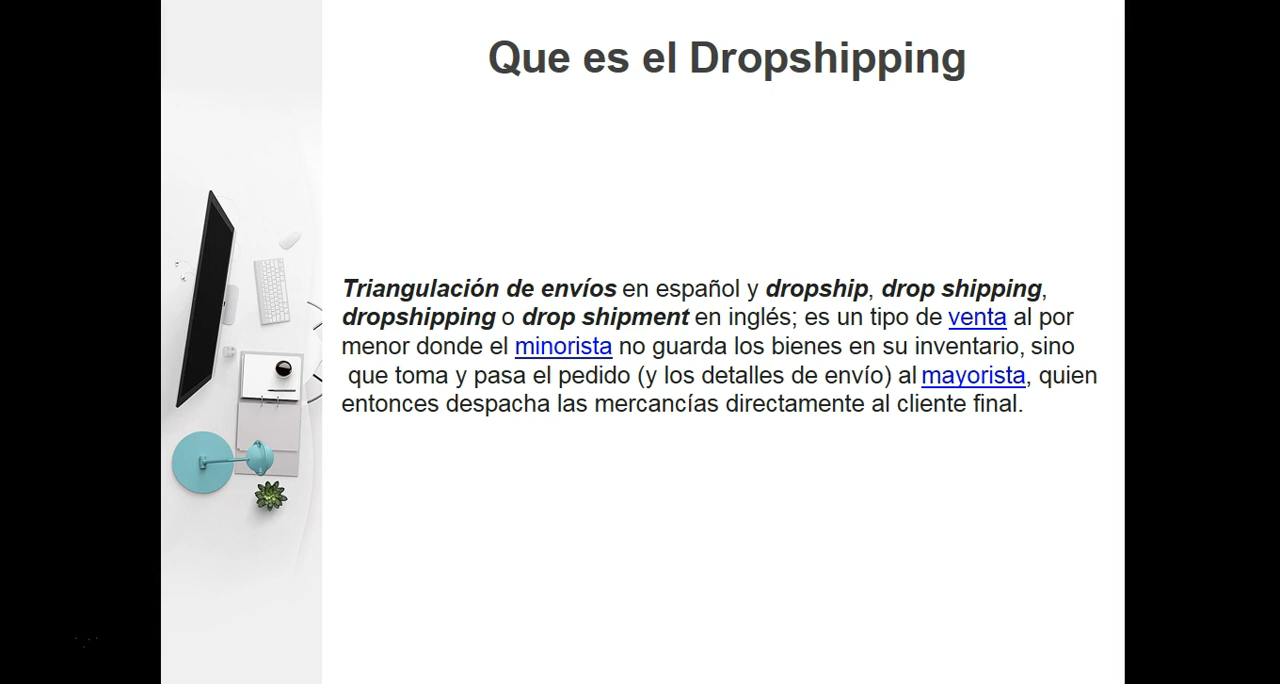 Que es el Dropshipping
Triangulación de envíos en español y dropship, drop shipping,
dropshipping o drop shipment en inglés; es un tipo de venta al por
menor donde el minorista no guarda los bienes en su inventario, sino
que toma y pasa el pedido (y los detalles de envío) al mayorista, quien
entonces despacha las mercancías directamente al cliente final.